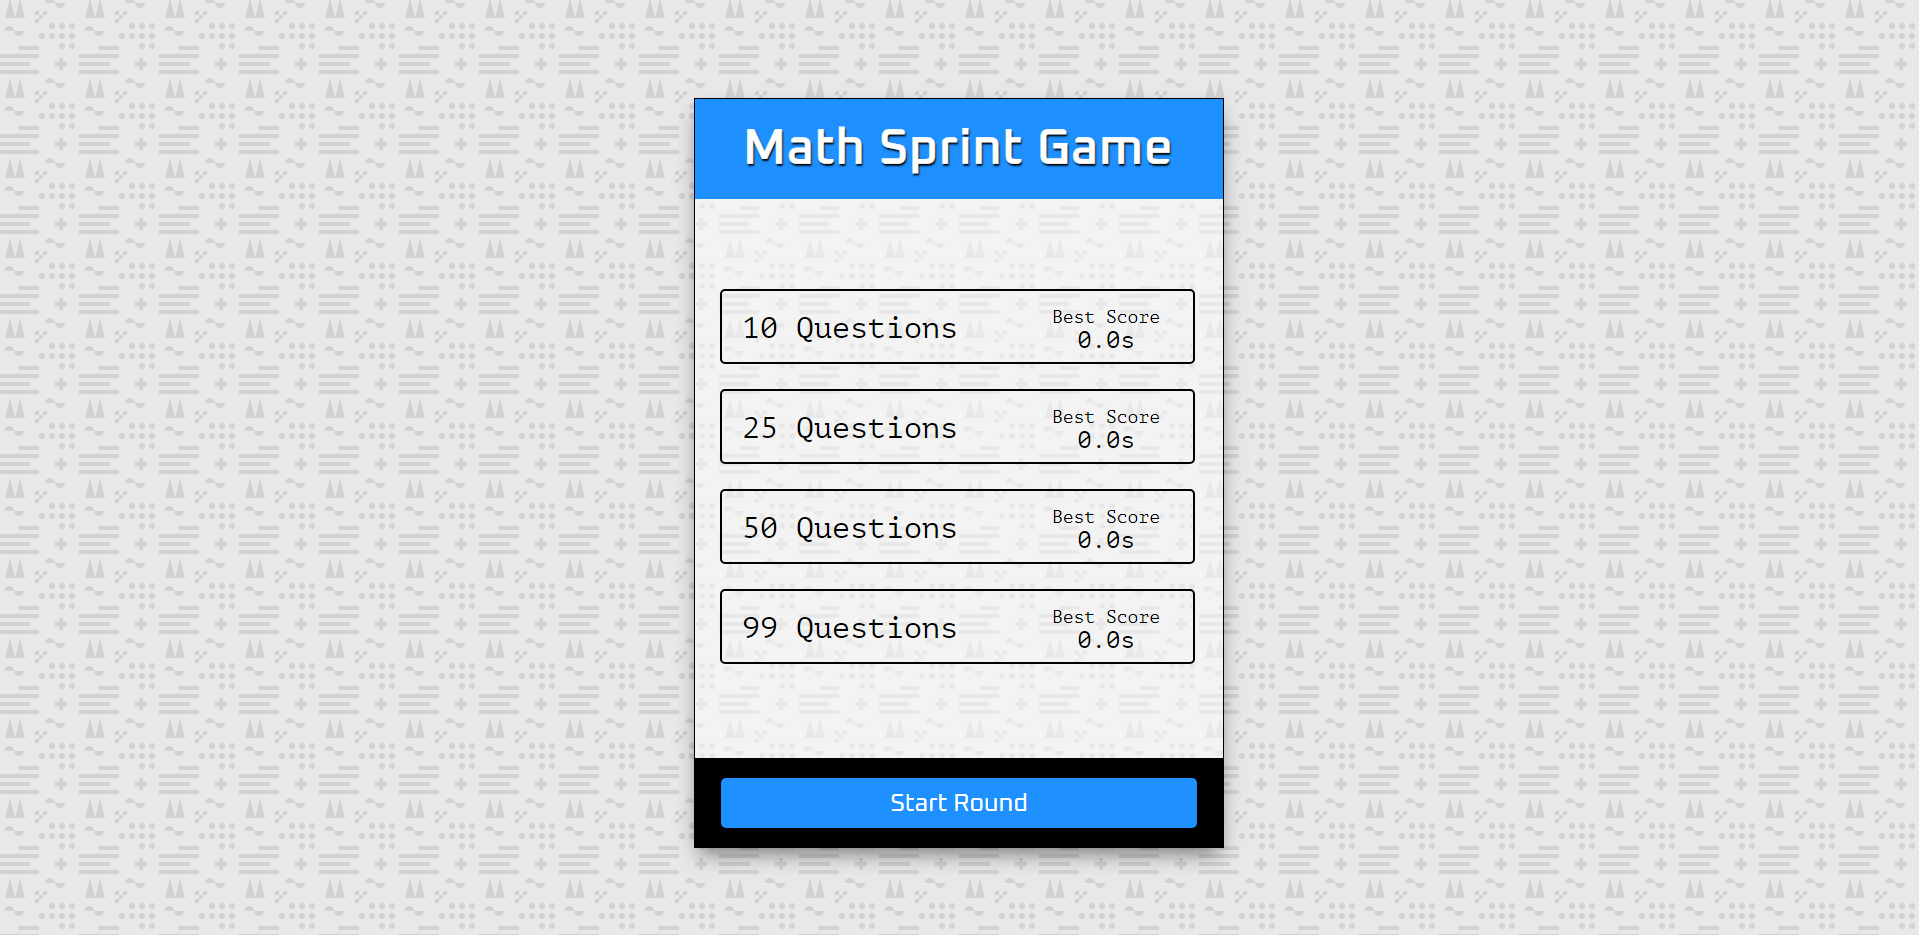 Math Sprint Game
10 Questions
Best Score
0.0s
25 Questions
Best Score
0.0s
50 Questions
Best Score
0.0s
99 Questions
Best Score
0.0s
Start Round